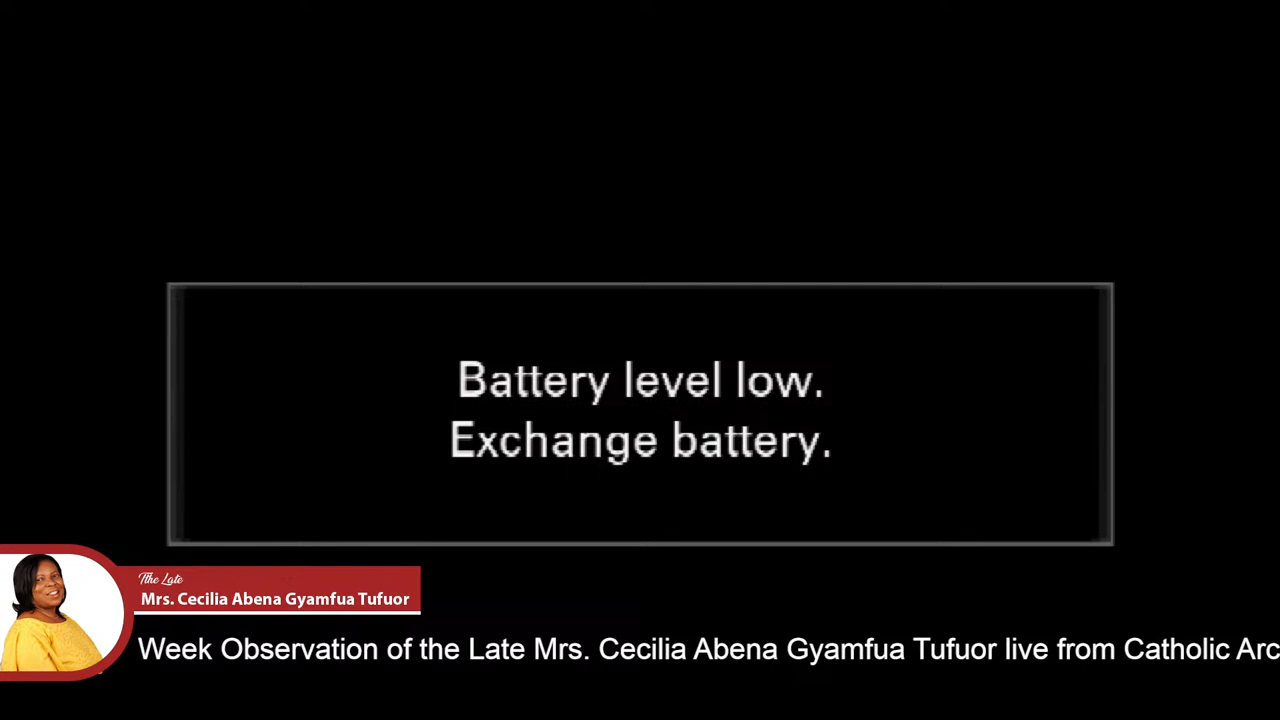 Battery level low.
Exchange battery.
Tthe Late
Mrs. Cecilia Abena Gyamfua Tufuor
Week Observation of the Late Mrs. Cecilia Abena Gyamfua Tufuor live from Catholic Arc